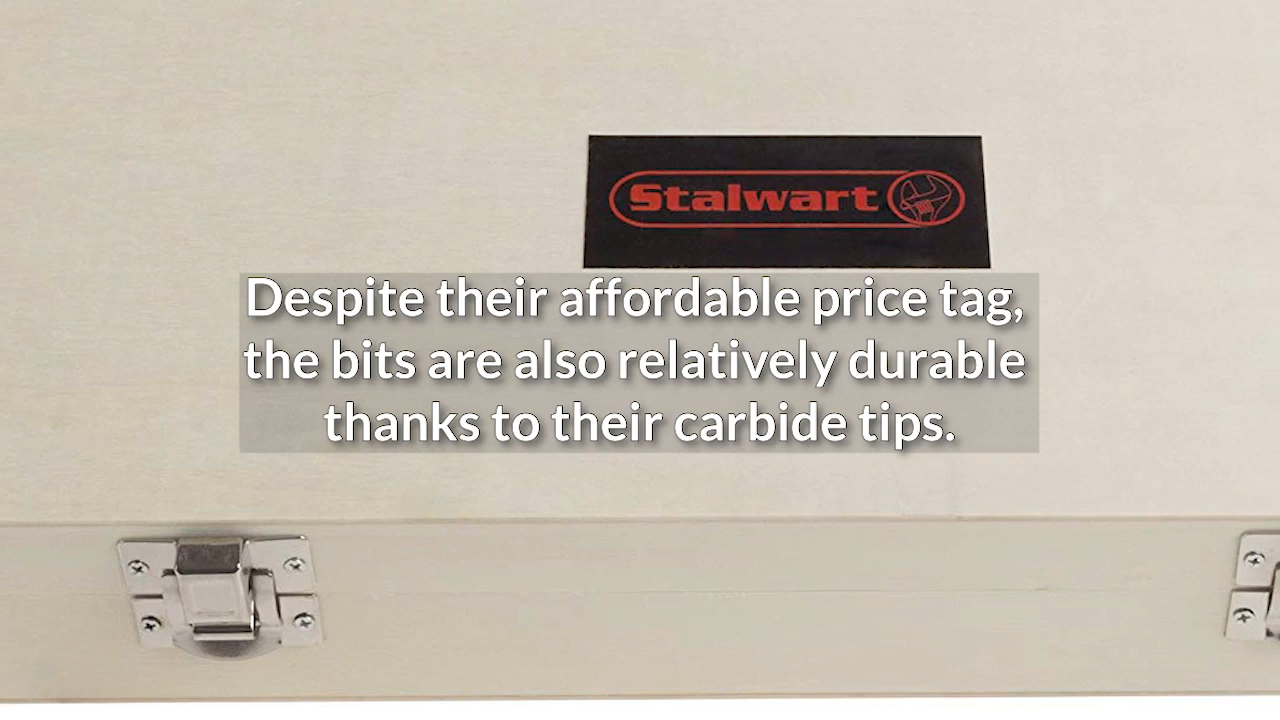 Stalwart
Despite their affordable price tag,
the bits are also relatively durable
thanks to their carbide tips.